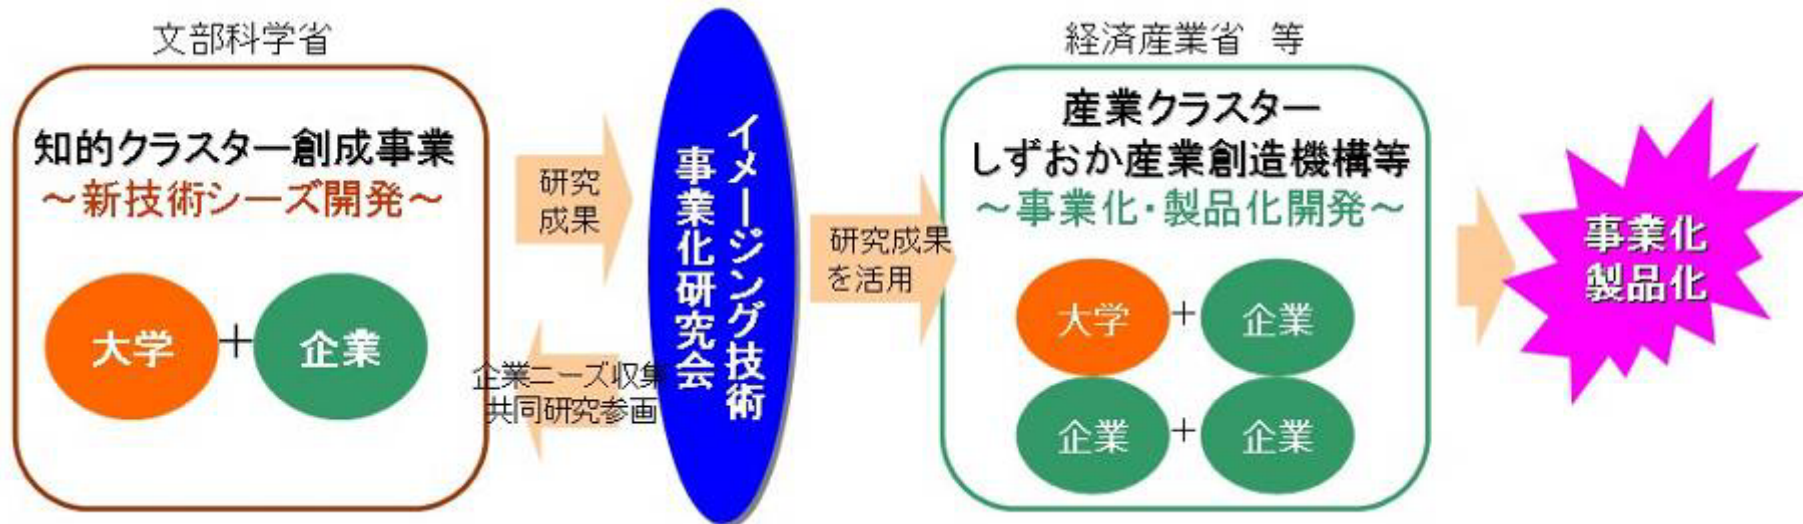 文部科学省
知的クラスター創成事業
～新技術シーズ開発～
大学
+
企業
研究
成果
企業ニーズ収集
共同研究参画
イメージング技術
事業化研究会
研究成果
を活用
経済産業省 等
産業クラスター
しずおか産業創造機構等
～事業化・製品化開発～
大学
+
企業
企業
+
企業
事業化
製品化